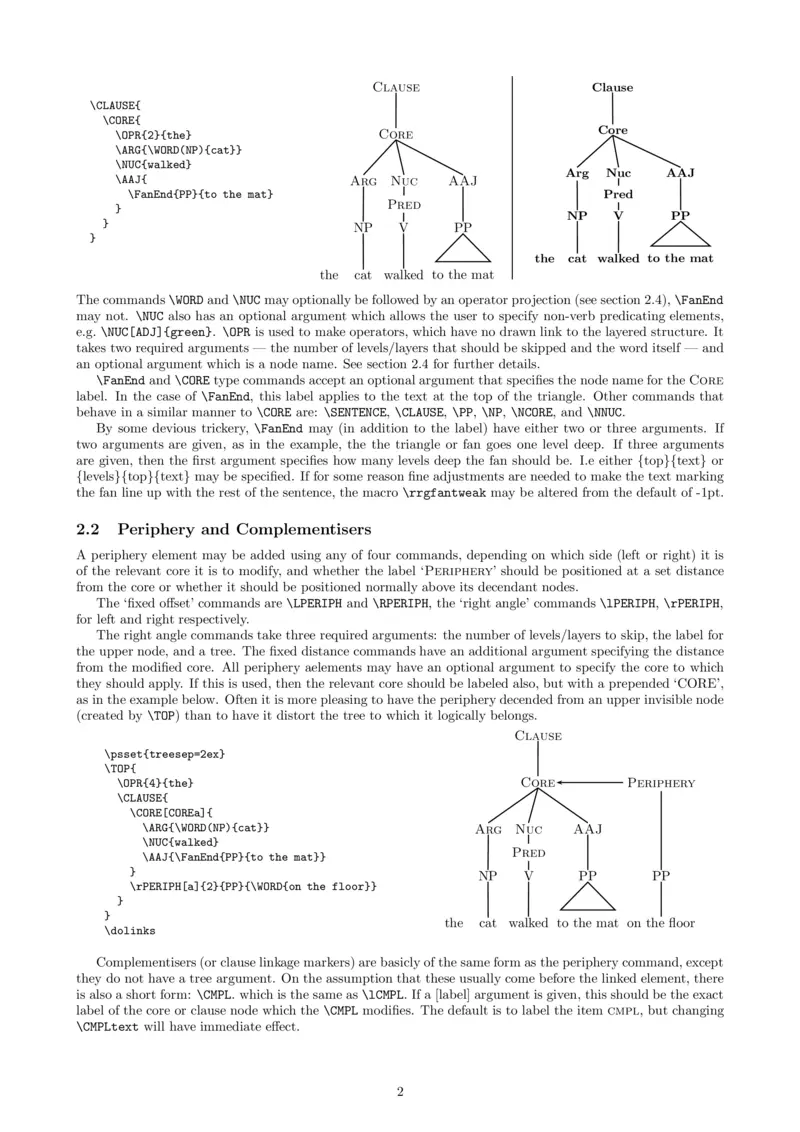 \CLAUSE{
\CORE{
\OPR{2}{the}
\ARG{\WORD(NP){cat}}
\NUC{walked}
\AAJ{
\FanEnd{PP}{to the mat}
}
}
}
Clause
Core
Arg Nuc AAJ
Pred
NP V PP
the cat walked to the mat
Clause
Core
Arg Nuc AAJ
Pred
NP V PP
the cat walked to the mat
The commands \WORD and \NUC may optionally be followed by an operator projection (see section 2.4), \FanEnd
may not. \NUC also has an optional argument which allows the user to specify non-verb predicating elements,
e.g. \NUC[ADJ]{green}. \OPR is used to make operators, which have no drawn link to the layered structure. It
takes two required arguments — the number of levels/layers that should be skipped and the word itself — and
an optional argument which is a node name. See section 2.4 for further details.
\FanEnd and \CORE type commands accept an optional argument that specifies the node name for the Core
label. In the case of \FanEnd, this label applies to the text at the top of the triangle. Other commands that
behave in a similar manner to \CORE are: \SENTENCE, \CLAUSE, \PP, \NP, \NCORE, and \NNUC.
By some devious trickery, \FanEnd may (in addition to the label) have either two or three arguments. If
two arguments are given, as in the example, the the triangle or fan goes one level deep. If three arguments
are given, then the first argument specifies how many levels deep the fan should be. I.e either {top}{text} or
{levels}{top}{text} may be specified. If for some reason fine adjustments are needed to make the text marking
the fan line up with the rest of the sentence, the macro \rrgfantweak may be altered from the default of -1pt.
2.2 Periphery and Complementisers
A periphery element may be added using any of four commands, depending on which side (left or right) it is
of the relevant core it is to modify, and whether the label ‘Periphery’ should be positioned at a set distance
from the core or whether it should be positioned normally above its decendant nodes.
The ‘fixed offset’ commands are \LPERIPH and \RPERIPH, the ‘right angle’ commands \lPERIPH, \rPERIPH,
for left and right respectively.
The right angle commands take three required arguments: the number of levels/layers to skip, the label for
the upper node, and a tree. The fixed distance commands have an additional argument specifying the distance
from the modified core. All periphery aelements may have an optional argument to specify the core to which
they should apply. If this is used, then the relevant core should be labeled also, but with a prepended ‘CORE’,
as in the example below. Often it is more pleasing to have the periphery decended from an upper invisible node
(created by \TOP) than to have it distort the tree to which it logically belongs.
\psset{treesep=2ex}
\TOP{
\OPR{4}{the}
\CLAUSE{
\CORE[COREa]{
\ARG{\WORD(NP){cat}}
\NUC{walked}
\AAJ{\FanEnd{PP}{to the mat}}
}
\rPERIPH[a]{2}{PP}{\WORD{on the floor}}
}
}
\dolinks
Clause
Core Periphery
Arg Nuc AAJ
Pred
NP V PP PP
the cat walked to the mat on the floor
Complementisers (or clause linkage markers) are basicly of the same form as the periphery command, except
they do not have a tree argument. On the assumption that these usually come before the linked element, there
is also a short form: \CMPL. which is the same as \lCMPL. If a [label] argument is given, this should be the exact
label of the core or clause node which the \CMPL modifies. The default is to label the item cmpl, but changing
\CMPLtext will have immediate effect.
2